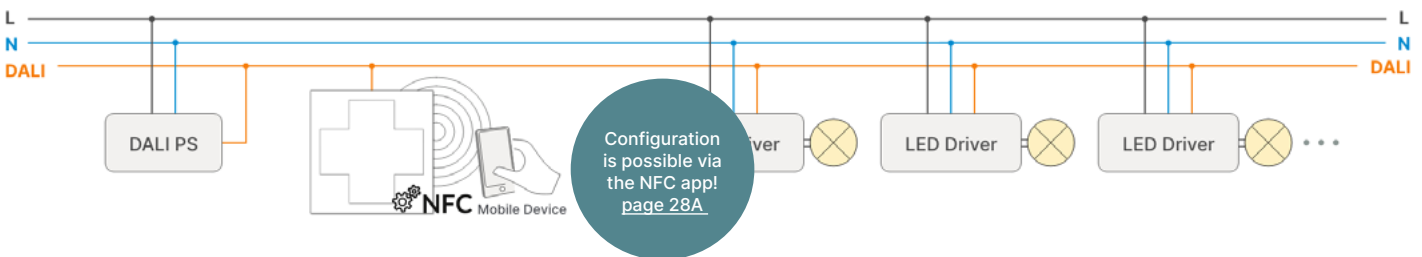 L
L
N
N
DALI
DALI
DALI PS
Configuration
is possible via
the NFC app!
page 28A
iver
LED Driver
LED Driver
NFC Mobile Device